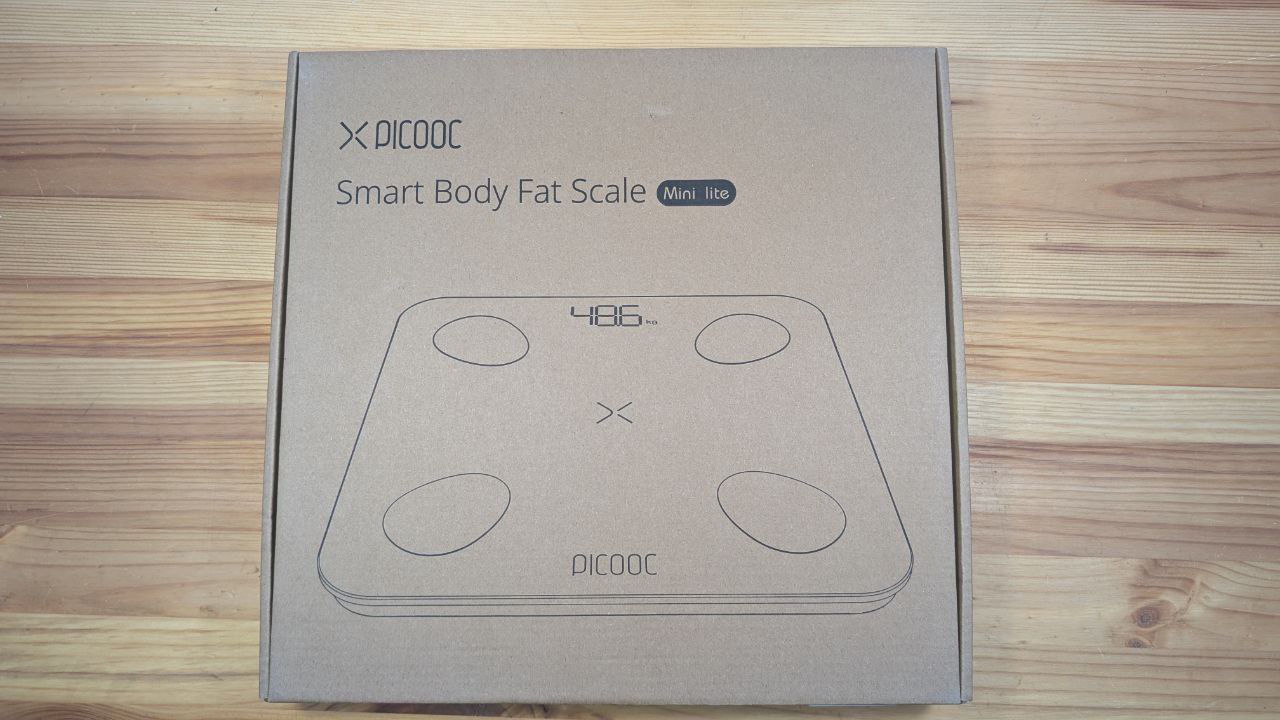 PICOOC
Smart Body Fat Scale Mini lite
48.6 kg
PICOOC